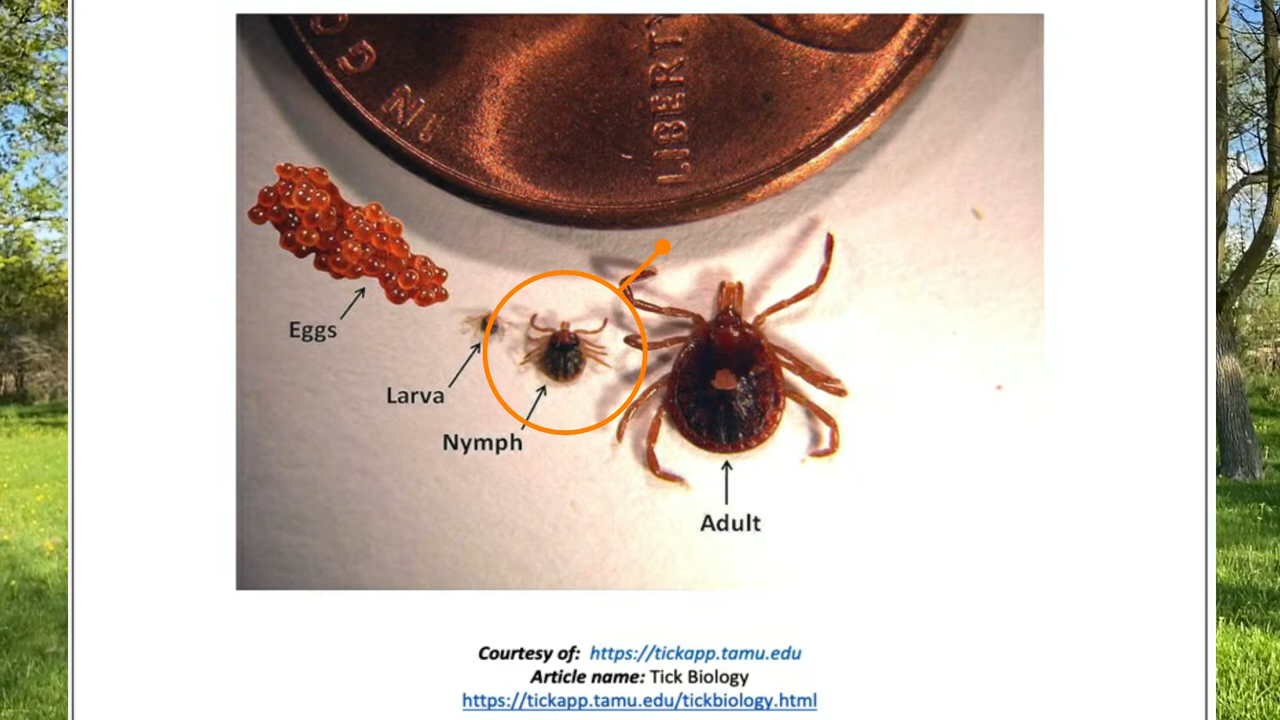 IN GOD
LIBERTY
Eggs
Larva
Nymph
Adult
Courtesy of: https://tickapp.tamu.edu
Article name: Tick Biology
https://tickapp.tamu.edu/tickbiology.html